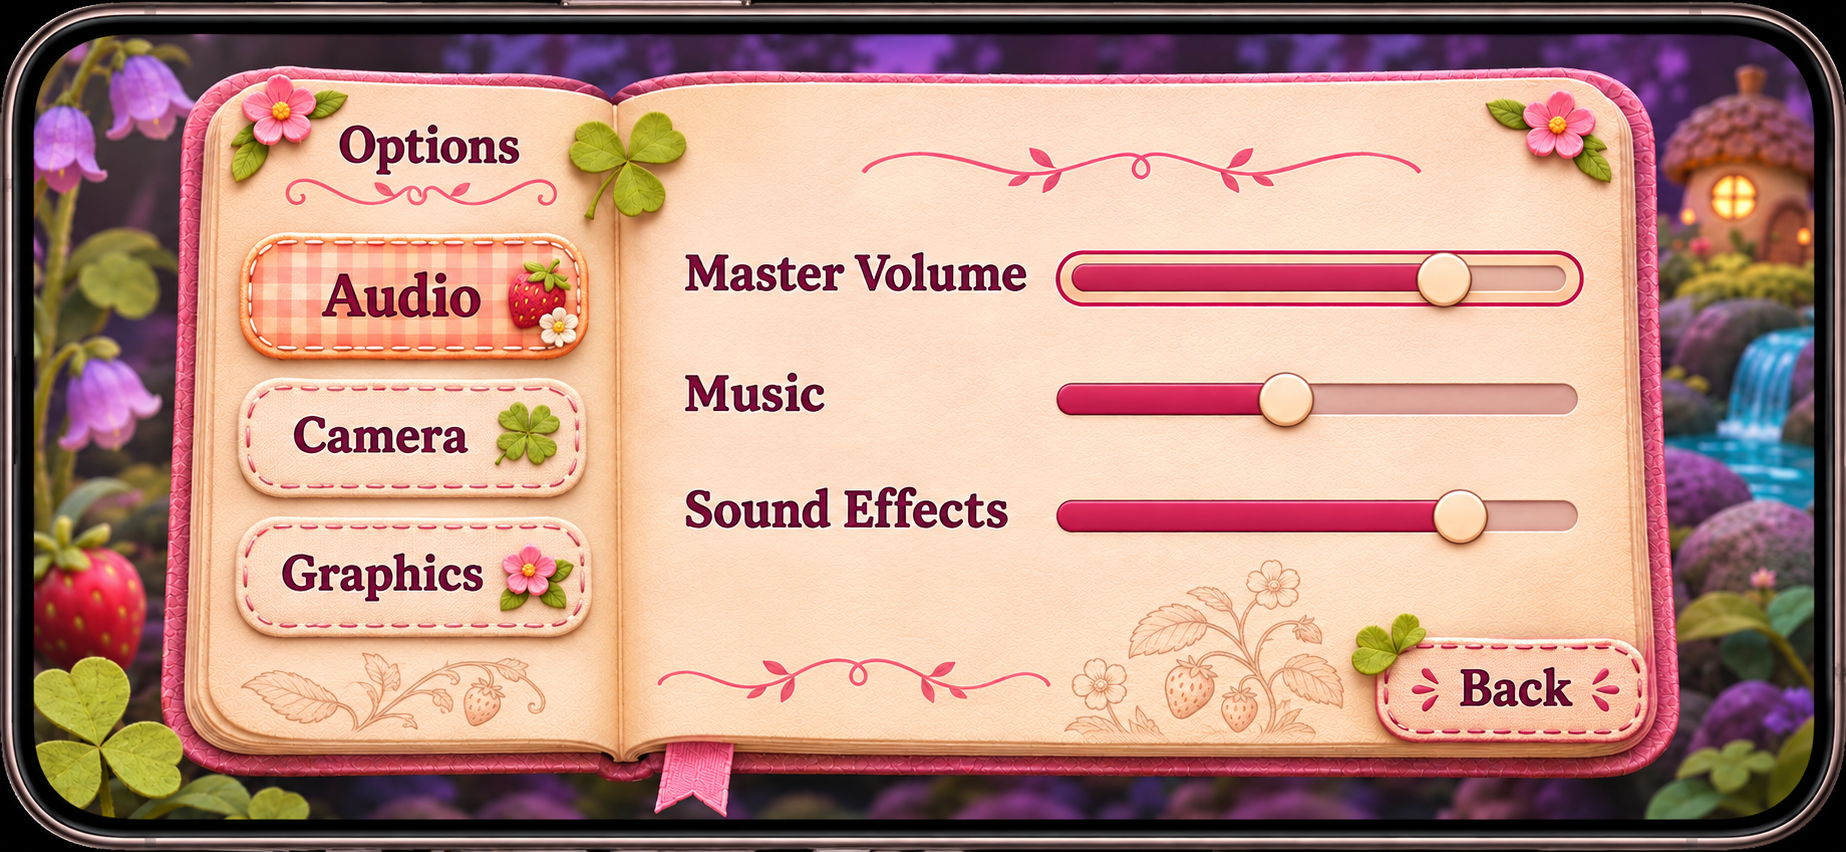 Options
Audio
Camera
Graphics
Master Volume
Music
Sound Effects
Back